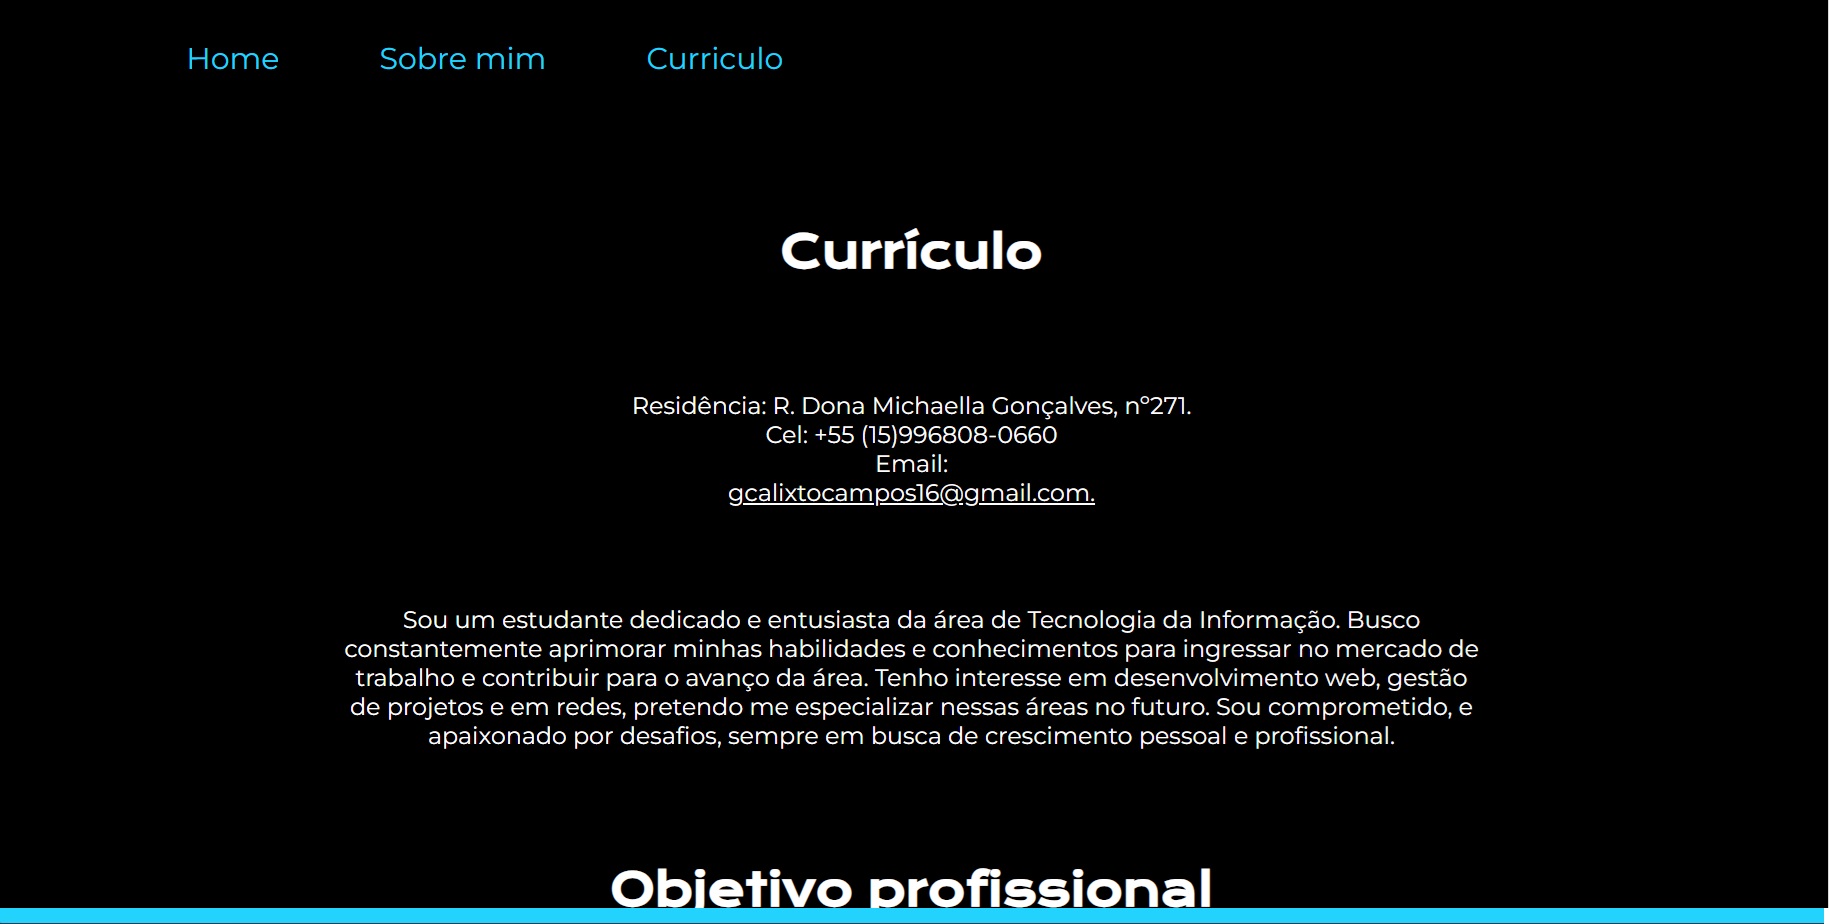 Home Sobre mim Curriculo
Currículo
Residência: R. Dona Michaella Gonçalves, nº271.
Cel: +55 (15)996808-0660
Email:
gcalixtocampos16@gmail.com.
Sou um estudante dedicado e entusiasta da área de Tecnologia da Informação. Busco
constantemente aprimorar minhas habilidades e conhecimentos para ingressar no mercado de
trabalho e contribuir para o avanço da área. Tenho interesse em desenvolvimento web, gestão
de projetos e em redes, pretendo me especializar nessas áreas no futuro. Sou comprometido, e
apaixonado por desafios, sempre em busca de crescimento pessoal e profissional.
Objetivo profissional